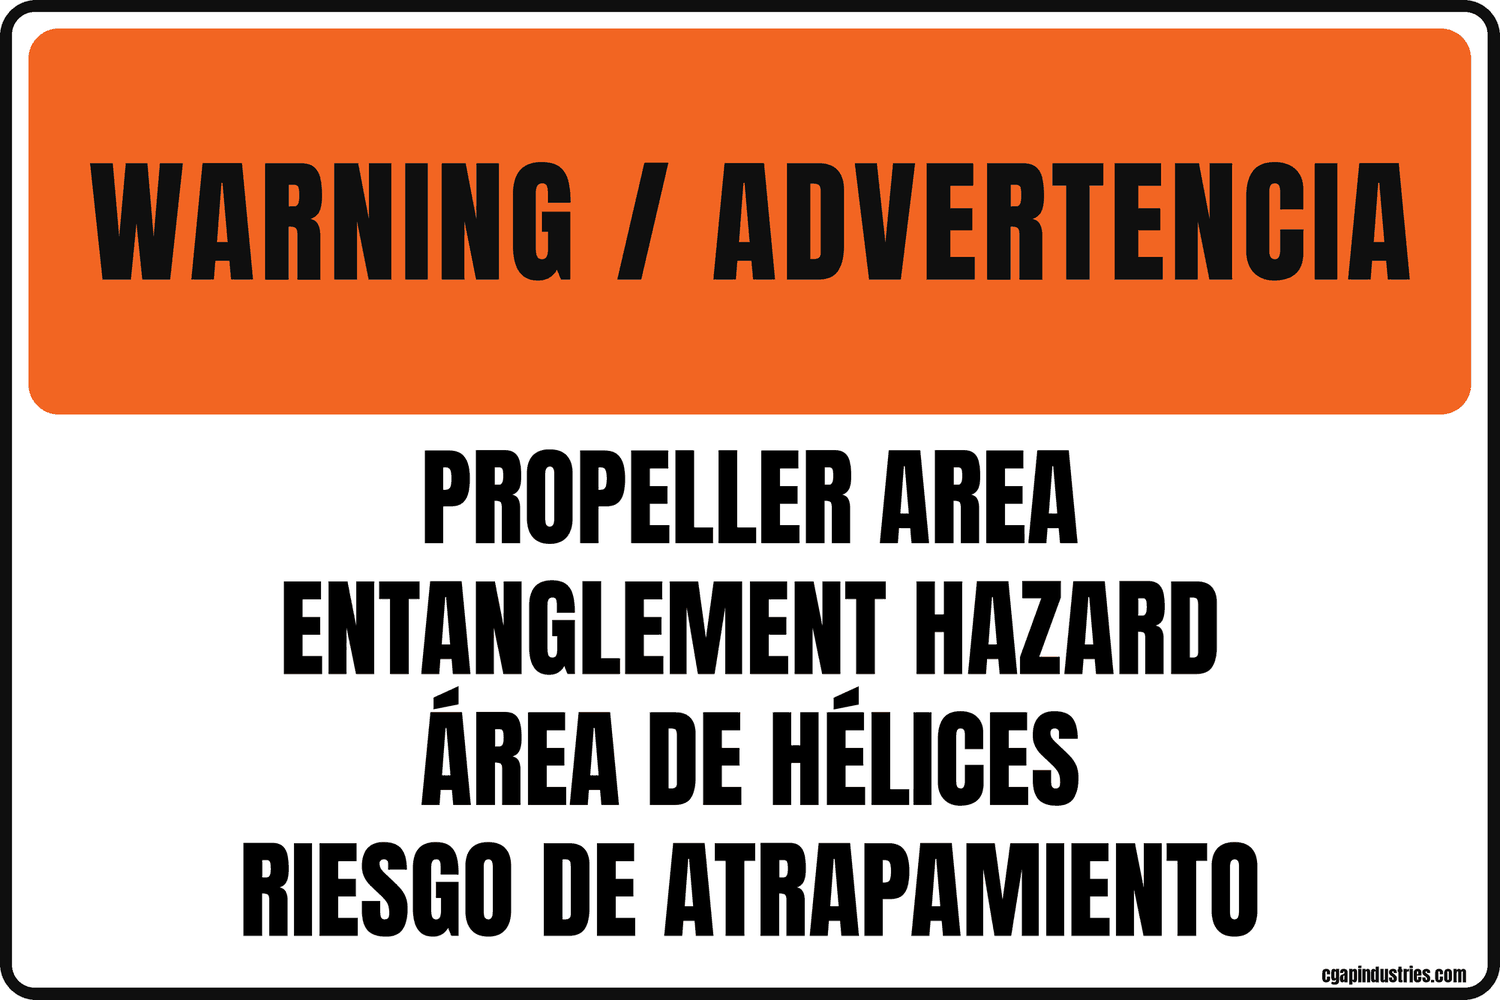 WARNING / ADVERTENCIA
PROPELLER AREA
ENTANGLEMENT HAZARD
ÁREA DE HÉLICES
RIESGO DE ATRAPAMIENTO
cgapindustries.com